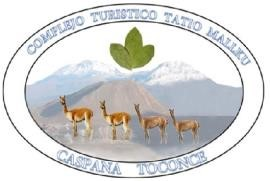 COMPLEJO TURISTICO TATIO MALLKU
CASPANA TOCONCE